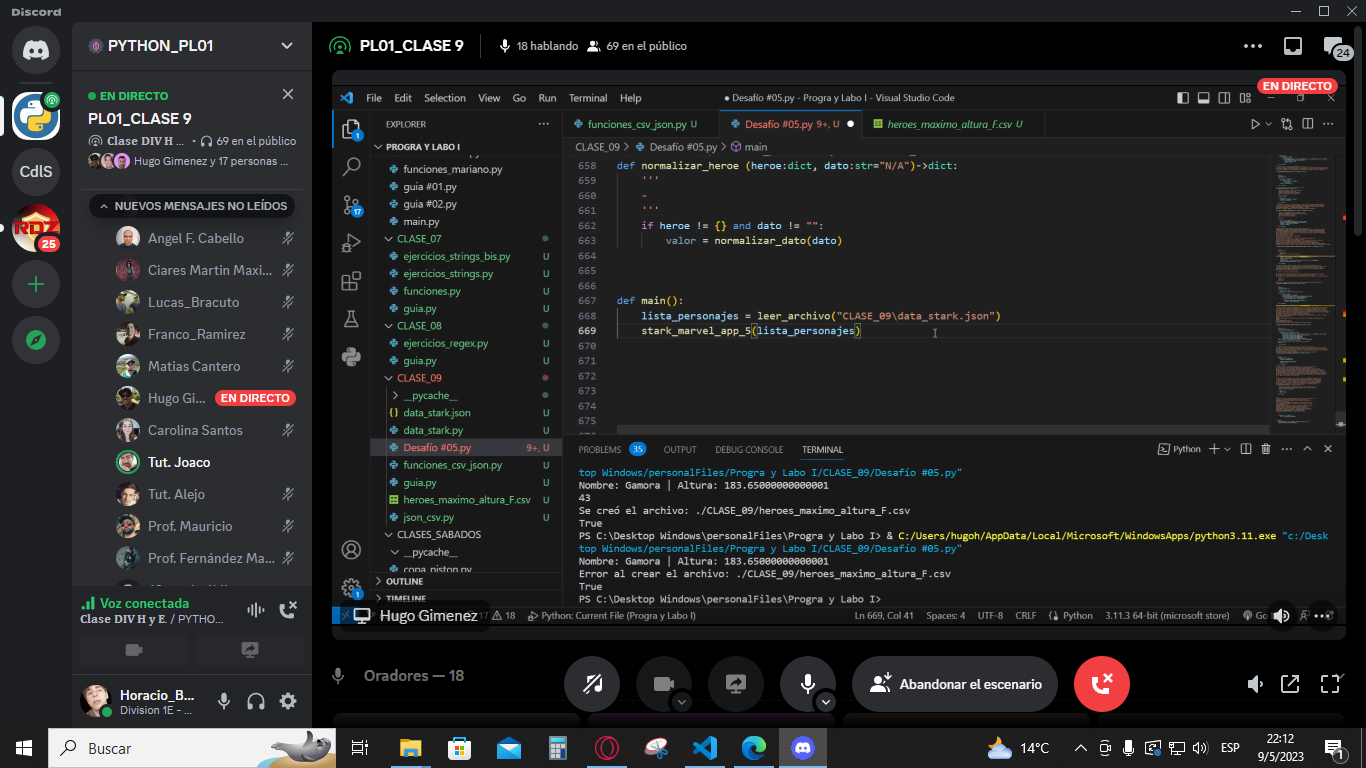 Discord
PYTHON_PL01
EN DIRECTO
PL01_CLASE 9
Clase DIV H ... • 69 en el público
Hugo Gimenez y 17 personas ...
NUEVOS MENSAJES NO LEÍDOS
Angel F. Cabello
Ciares Martin Maxi...
Lucas_Bracuto
Franco_Ramirez
Matias Cantero
Hugo Gi... EN DIRECTO
Carolina Santos
Tut. Joaco
Tut. Alejo
Prof. Mauricio
Prof. Fernández Ma...
CdIS
RDZ
25
Voz conectada
Clase DIV H y E. / PYTHO...
Horacio_B...
Division 1E - ...
PL01_CLASE 9
18 hablando
69 en el público
24
EN DIRECTO
File Edit Selection View Go Run Terminal Help
● Desafío #05.py - Progra y Labo I - Visual Studio Code
EXPLORER
PROGRA Y LABO I
funciones_mariano.py
guia #01.py
guia #02.py
main.py
CLASE_07
ejercicios_strings_bis.py U
ejercicios_strings.py U
funciones.py U
guia.py U
CLASE_08
ejercicios_regex.py U
guia.py U
CLASE_09
__pycache__
data_stark.json U
data_stark.py U
Desafío #05.py 9+, U
funciones_csv_json.py U
guia.py U
heroes_maximo_altura_F.csv U
json_csv.py U
CLASES_SABADOS
__pycache__
copa_piston.py
OUTLINE
TIMELINE
1
17
1
funciones_csv_json.py U
Desafío #05.py 9+, U
heroes_maximo_altura_F.csv U
CLASE_09 > Desafío #05.py > main
658 def normalizar_heroe (heroe:dict, dato:str="N/A")->dict:
659 '''
660 -
661 '''
662 if heroe != {} and dato != "":
663 valor = normalizar_dato(dato)
664
665
666
667 def main():
668 lista_personajes = leer_archivo("CLASE_09\data_stark.json")
669 stark_marvel_app_5(lista_personajes)
670
671
672
673
674
675
PROBLEMS 35 OUTPUT DEBUG CONSOLE TERMINAL
Python
top Windows/personalFiles/Progra y Labo I/CLASE_09/Desafío #05.py"
Nombre: Gamora | Altura: 183.65000000000001
43
Se creó el archivo: ./CLASE_09/heroes_maximo_altura_F.csv
True
PS C:\Desktop Windows\personalFiles\Progra y Labo I> & C:/Users/hugoh/AppData/Local/Microsoft/WindowsApps/python3.11.exe "c:/Desk
top Windows/personalFiles/Progra y Labo I/CLASE_09/Desafío #05.py"
Nombre: Gamora | Altura: 183.65000000000001
Error al crear el archivo: ./CLASE_09/heroes_maximo_altura_F.csv
True
PS C:\Desktop Windows\personalFiles\Progra y Labo I>
Hugo Gimenez
17 18
Python: Current File (Progra y Labo I)
Ln 669, Col 41 Spaces: 4 UTF-8 CRLF Python 3.11.3 64-bit (microsoft store)
Oradores — 18
Abandonar el escenario
Buscar
14°C
ESP
22:12
9/5/2023
1